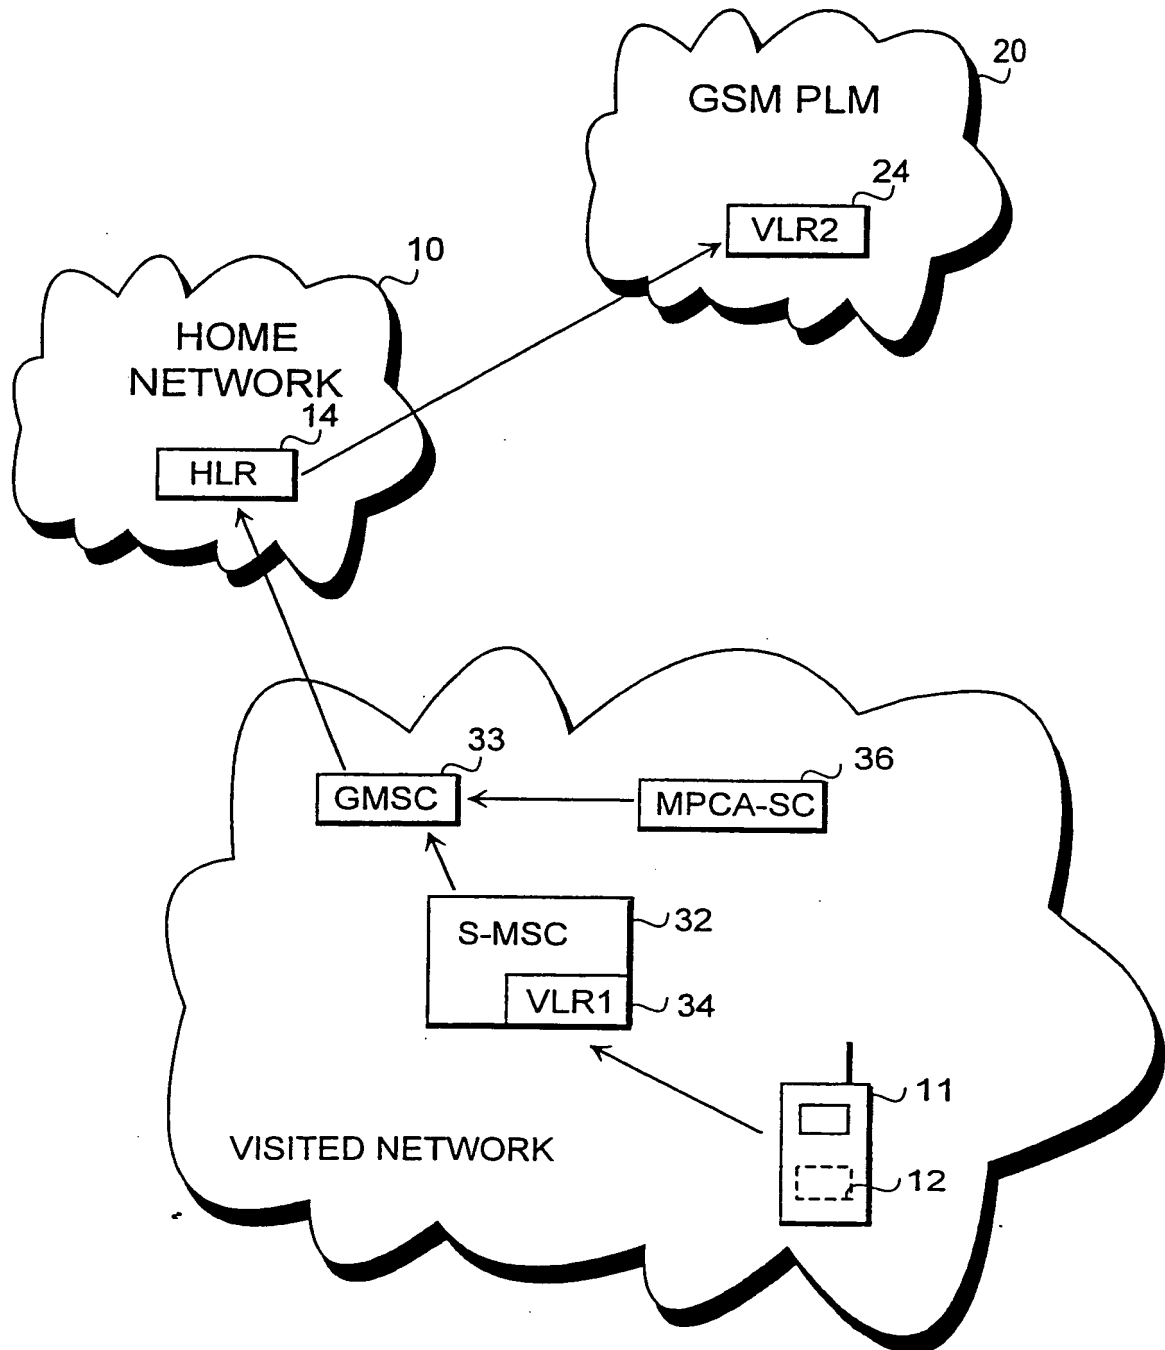 20
GSM PLM
24
VLR2
10
HOME
NETWORK
14
HLR
33
GMSC
36
MPCA-SC
S-MSC
32
VLR1
34
11
VISITED NETWORK
12